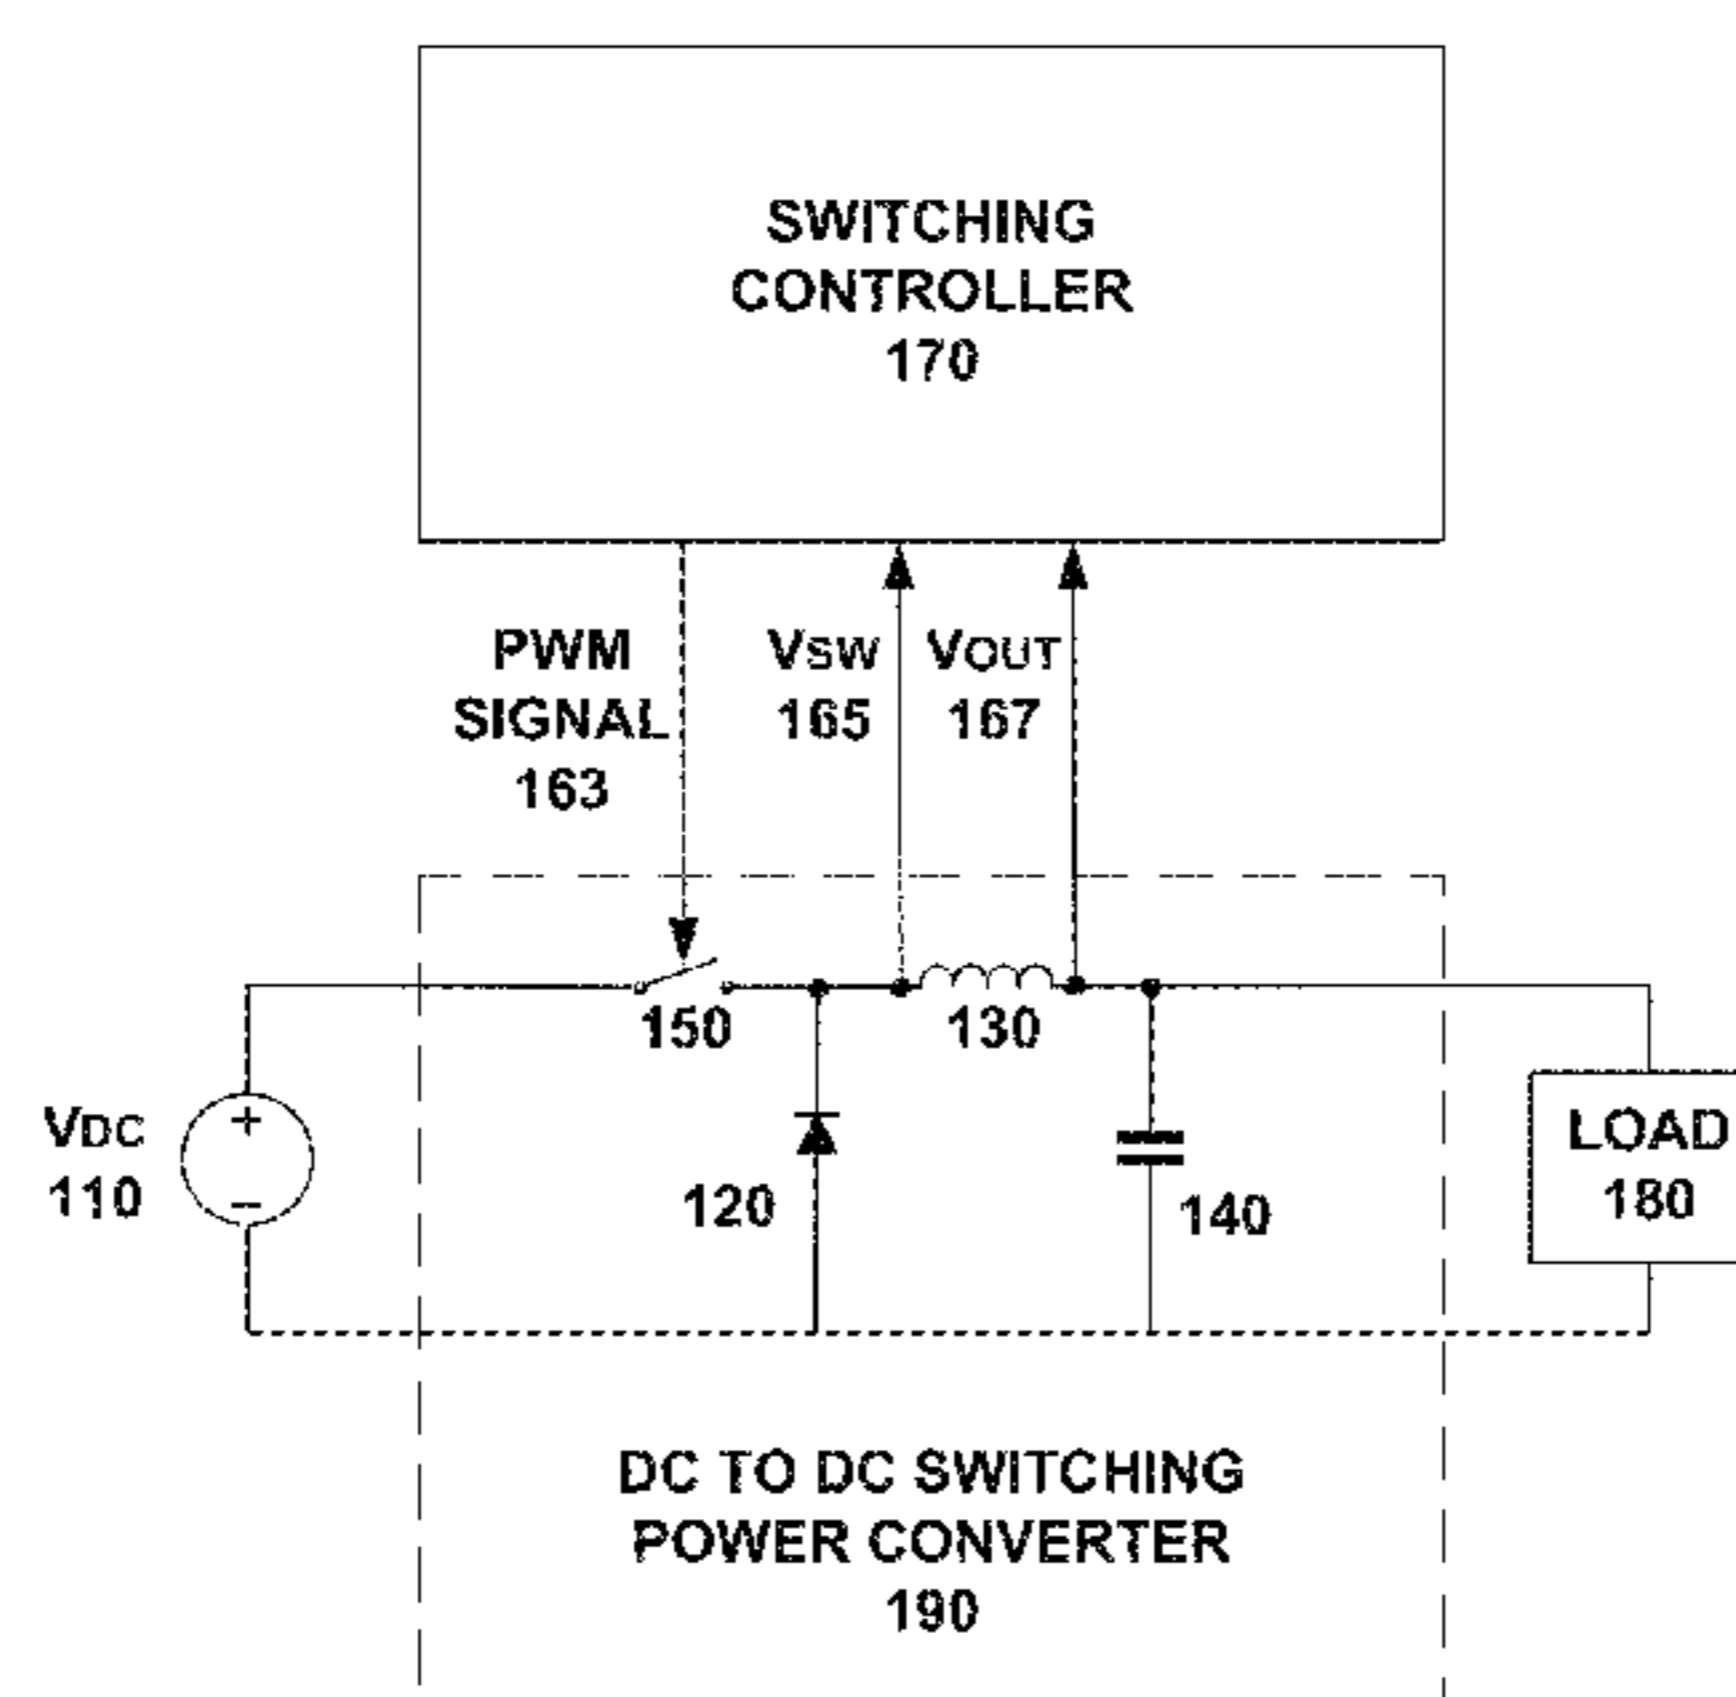 SWITCHING
CONTROLLER
170
PWM
SIGNAL
163
VSW
165
VOUT
167
150
130
VDC
110
+
−
120
140
LOAD
180
DC TO DC SWITCHING
POWER CONVERTER
190